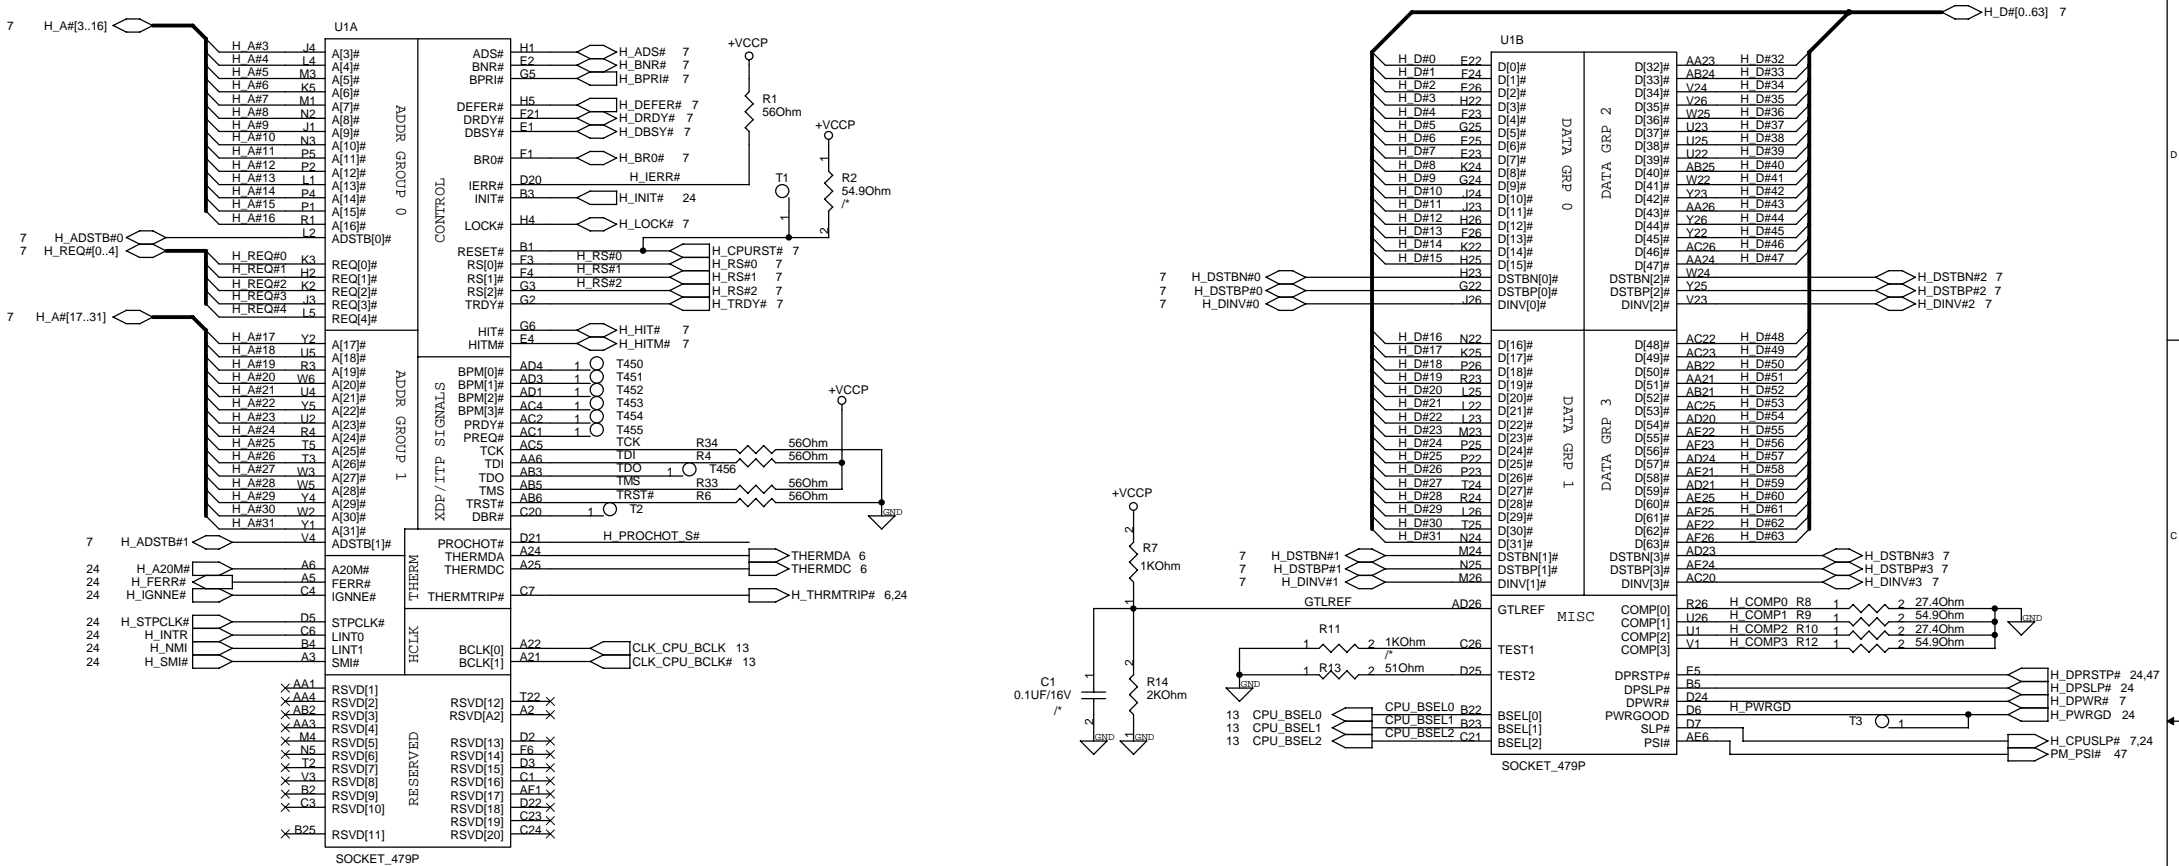 7 H_A#[3..16]
U1A
H_A#3 J4 A[3]# ADS# H1 H_ADS# 7
H_A#4 L4 A[4]# BNR# E2 H_BNR# 7
H_A#5 M3 A[5]# BPRI# G5 H_BPRI# 7
H_A#6 K5 A[6]#
H_A#7 M1 A[7]# DEFER# H5 H_DEFER# 7
H_A#8 N2 A[8]# DRDY# F21 H_DRDY# 7
H_A#9 J1 A[9]# DBSY# E1 H_DBSY# 7
H_A#10 N3 A[10]#
H_A#11 P5 A[11]# BR0# F1 H_BR0# 7
H_A#12 P2 A[12]#
H_A#13 L1 A[13]# IERR# D20 H_IERR#
H_A#14 P4 A[14]# INIT# B3 H_INIT# 24
H_A#15 P1 A[15]#
H_A#16 R1 A[16]# LOCK# H4 H_LOCK# 7
7 H_ADSTB#0 L2 ADSTB[0]#
7 H_REQ#[0..4]
RESET# B1 H_CPURST# 7
H_REQ#0 K3 REQ[0]# RS[0]# F3 H_RS#0 H_RS#0 7
H_REQ#1 H2 REQ[1]# RS[1]# F4 H_RS#1 H_RS#1 7
H_REQ#2 K2 REQ[2]# RS[2]# G3 H_RS#2 H_RS#2 7
H_REQ#3 J3 REQ[3]# TRDY# G2 H_TRDY# 7
H_REQ#4 L5 REQ[4]#
7 H_A#[17..31]
HIT# G6 H_HIT# 7
HITM# E4 H_HITM# 7
ADDR GROUP 0
CONTROL
+VCCP
R1
56Ohm
+VCCP
1
R2
54.9Ohm
/*
2
T1
1
H_A#17 Y2 A[17]#
H_A#18 U5 A[18]#
H_A#19 R3 A[19]# BPM[0]# AD4 1 T450
H_A#20 W6 A[20]# BPM[1]# AD3 1 T451
H_A#21 U4 A[21]# BPM[2]# AD1 1 T452
H_A#22 Y5 A[22]# BPM[3]# AC4 1 T453
H_A#23 U2 A[23]# PRDY# AC2 1 T454
H_A#24 R4 A[24]# PREQ# AC1 1 T455
H_A#25 T5 A[25]# TCK AC5 TCK R34 56Ohm
H_A#26 T3 A[26]# TDI AA6 TDI R4 56Ohm
H_A#27 W3 A[27]# TDO AB3 TDO 1 T456
H_A#28 W5 A[28]# TMS AB5 TMS R33 56Ohm
H_A#29 Y4 A[29]# TRST# AB6 TRST# R6 56Ohm
H_A#30 W2 A[30]# DBR# C20 1 T2
H_A#31 Y1 A[31]#
7 H_ADSTB#1 V4 ADSTB[1]#
ADDR GROUP 1
XDP/ITP SIGNALS
+VCCP
GND
PROCHOT# D21 H_PROCHOT_S#
THERMDA A24 THERMDA 6
THERMDC A25 THERMDC 6
24 H_A20M# A6 A20M#
24 H_FERR# A5 FERR#
24 H_IGNNE# C4 IGNNE# THERMTRIP# C7 H_THRMTRIP# 6,24
THERM
24 H_STPCLK# D5 STPCLK#
24 H_INTR C6 LINT0
24 H_NMI B4 LINT1 BCLK[0] A22 CLK_CPU_BCLK 13
24 H_SMI# A3 SMI# BCLK[1] A21 CLK_CPU_BCLK# 13
HCLK
AA1 RSVD[1]
AA4 RSVD[2] RSVD[12] T22
AB2 RSVD[3] RSVD[A2] A2
AA3 RSVD[4]
M4 RSVD[5] RSVD[13] D2
N5 RSVD[6] RSVD[14] F6
T2 RSVD[7] RSVD[15] D3
V3 RSVD[8] RSVD[16] C1
B2 RSVD[9] RSVD[17] AF1
C3 RSVD[10] RSVD[18] D22
RSVD[19] C23
B25 RSVD[11] RSVD[20] C24
RESERVED
SOCKET_479P
H_D#[0..63] 7
U1B
H_D#0 E22 D[0]# D[32]# AA23 H_D#32
H_D#1 F24 D[1]# D[33]# AB24 H_D#33
H_D#2 E26 D[2]# D[34]# V24 H_D#34
H_D#3 H22 D[3]# D[35]# V26 H_D#35
H_D#4 F23 D[4]# D[36]# W25 H_D#36
H_D#5 G25 D[5]# D[37]# U23 H_D#37
H_D#6 E25 D[6]# D[38]# U25 H_D#38
H_D#7 E23 D[7]# D[39]# U22 H_D#39
H_D#8 K24 D[8]# D[40]# AB25 H_D#40
H_D#9 G24 D[9]# D[41]# W22 H_D#41
H_D#10 J24 D[10]# D[42]# Y23 H_D#42
H_D#11 J23 D[11]# D[43]# AA26 H_D#43
H_D#12 H26 D[12]# D[44]# Y26 H_D#44
H_D#13 F26 D[13]# D[45]# Y22 H_D#45
H_D#14 K22 D[14]# D[46]# AC26 H_D#46
H_D#15 H25 D[15]# D[47]# AA24 H_D#47
7 H_DSTBN#0 H23 DSTBN[0]# DSTBN[2]# W24 H_DSTBN#2 7
7 H_DSTBP#0 G22 DSTBP[0]# DSTBP[2]# Y25 H_DSTBP#2 7
7 H_DINV#0 J26 DINV[0]# DINV[2]# V23 H_DINV#2 7
DATA GRP 0
DATA GRP 2
H_D#16 N22 D[16]# D[48]# AC22 H_D#48
H_D#17 K25 D[17]# D[49]# AC23 H_D#49
H_D#18 P26 D[18]# D[50]# AB22 H_D#50
H_D#19 R23 D[19]# D[51]# AA21 H_D#51
H_D#20 L25 D[20]# D[52]# AB21 H_D#52
H_D#21 L22 D[21]# D[53]# AC25 H_D#53
H_D#22 L23 D[22]# D[54]# AD20 H_D#54
H_D#23 M23 D[23]# D[55]# AE22 H_D#55
H_D#24 P25 D[24]# D[56]# AF23 H_D#56
H_D#25 P22 D[25]# D[57]# AD24 H_D#57
H_D#26 P23 D[26]# D[58]# AE21 H_D#58
H_D#27 T24 D[27]# D[59]# AD21 H_D#59
H_D#28 R24 D[28]# D[60]# AE25 H_D#60
H_D#29 L26 D[29]# D[61]# AF25 H_D#61
H_D#30 T25 D[30]# D[62]# AF22 H_D#62
H_D#31 N24 D[31]# D[63]# AF26 H_D#63
7 H_DSTBN#1 M24 DSTBN[1]# DSTBN[3]# AD23 H_DSTBN#3 7
7 H_DSTBP#1 N25 DSTBP[1]# DSTBP[3]# AE24 H_DSTBP#3 7
7 H_DINV#1 M26 DINV[1]# DINV[3]# AC20 H_DINV#3 7
DATA GRP 1
DATA GRP 3
+VCCP
2
R7
1KOhm
1
GTLREF AD26 GTLREF MISC COMP[0] R26 H_COMP0 R8 1 2 27.4Ohm
COMP[1] U26 H_COMP1 R9 1 2 54.9Ohm
COMP[2] U1 H_COMP2 R10 1 2 27.4Ohm
COMP[3] V1 H_COMP3 R12 1 2 54.9Ohm
GND
R11
1 2 1KOhm C26 TEST1
/*
1 R13 2 51Ohm D25 TEST2
GND
C1
0.1UF/16V
/*
1
2
GND
2
R14
2KOhm
1
GND
DPRSTP# E5 H_DPRSTP# 24,47
DPSLP# B5 H_DPSLP# 24
DPWR# D24 H_DPWR# 7
PWRGOOD D6 H_PWRGD H_PWRGD 24
T3 1
SLP# D7 H_CPUSLP# 7,24
PSI# AE6 PM_PSI# 47
13 CPU_BSEL0 CPU_BSEL0 B22 BSEL[0]
13 CPU_BSEL1 CPU_BSEL1 B23 BSEL[1]
13 CPU_BSEL2 CPU_BSEL2 C21 BSEL[2]
SOCKET_479P
D
C